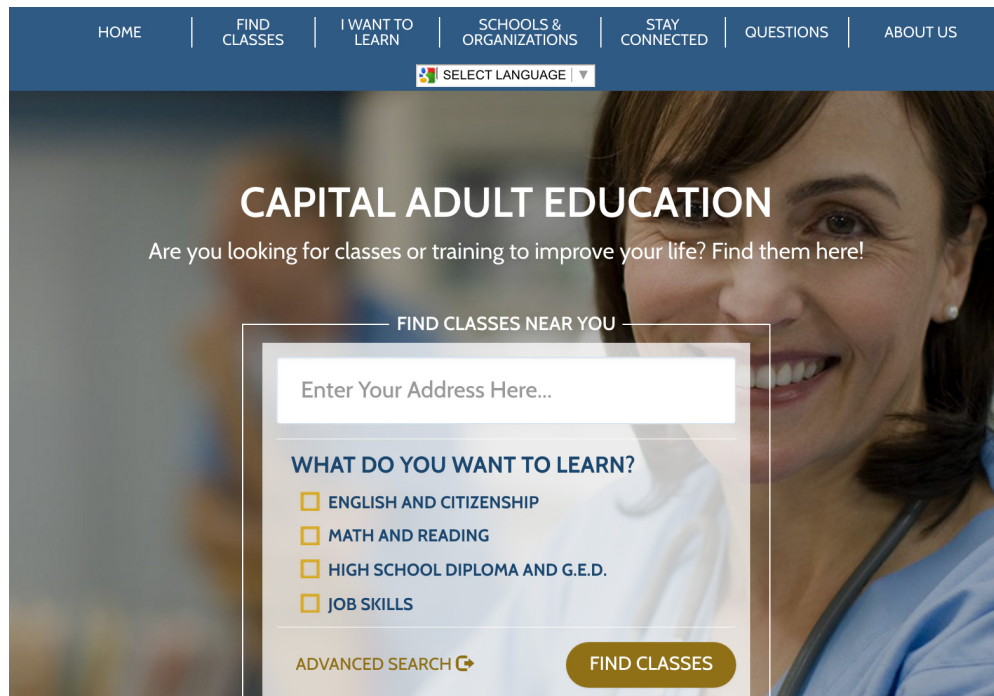 HOME
FIND CLASSES
I WANT TO LEARN
SCHOOLS & ORGANIZATIONS
STAY CONNECTED
QUESTIONS
ABOUT US
SELECT LANGUAGE ▼
CAPITAL ADULT EDUCATION
Are you looking for classes or training to improve your life? Find them here!
FIND CLASSES NEAR YOU
Enter Your Address Here...
WHAT DO YOU WANT TO LEARN?
ENGLISH AND CITIZENSHIP
MATH AND READING
HIGH SCHOOL DIPLOMA AND G.E.D.
JOB SKILLS
ADVANCED SEARCH
FIND CLASSES